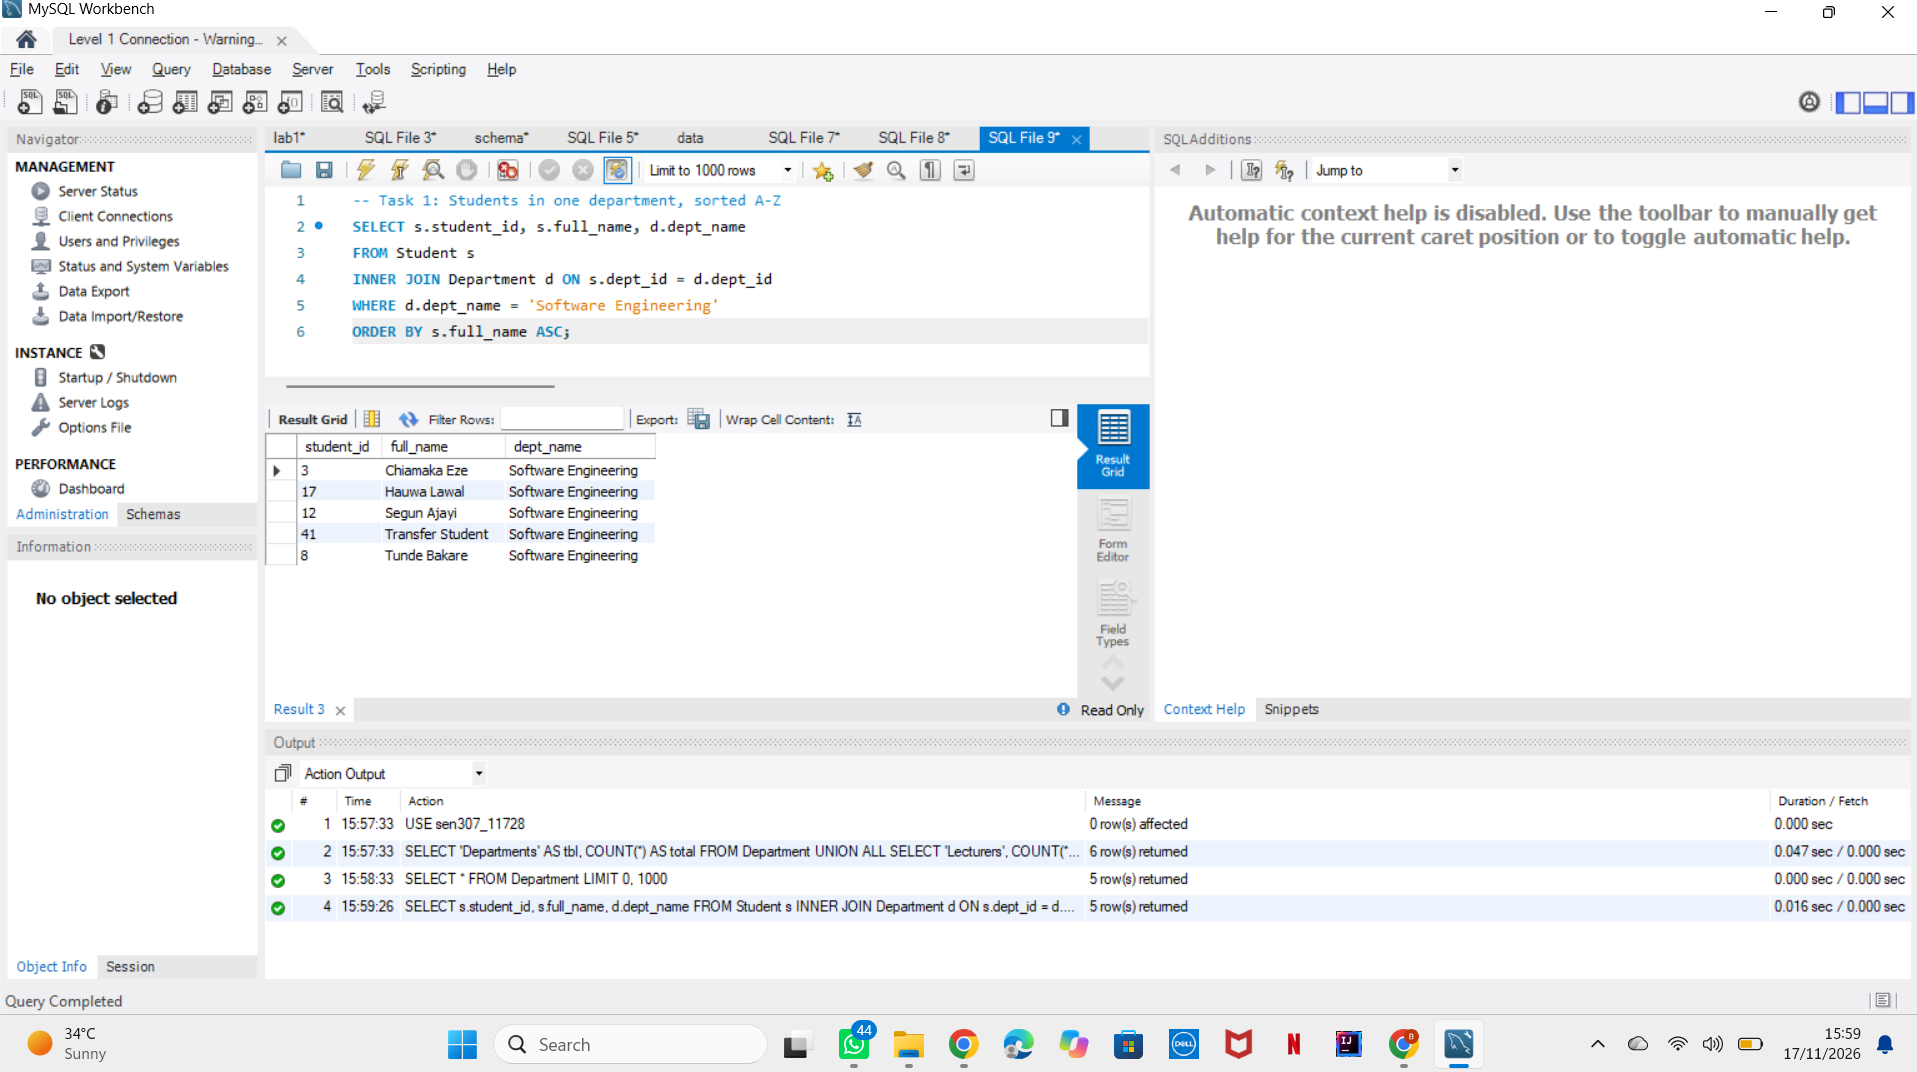 MySQL Workbench
Level 1 Connection - Warning...
File Edit View Query Database Server Tools Scripting Help
Navigator
MANAGEMENT
Server Status
Client Connections
Users and Privileges
Status and System Variables
Data Export
Data Import/Restore
INSTANCE
Startup / Shutdown
Server Logs
Options File
PERFORMANCE
Dashboard
Administration Schemas
Information
No object selected
Object Info Session
lab1* SQL File 3* schema* SQL File 5* data SQL File 7* SQL File 8* SQL File 9*
Limit to 1000 rows
1 -- Task 1: Students in one department, sorted A-Z
2 SELECT s.student_id, s.full_name, d.dept_name
3 FROM Student s
4 INNER JOIN Department d ON s.dept_id = d.dept_id
5 WHERE d.dept_name = 'Software Engineering'
6 ORDER BY s.full_name ASC;
Result Grid Filter Rows: Export: Wrap Cell Content:
student_id full_name dept_name
3 Chiamaka Eze Software Engineering
17 Hauwa Lawal Software Engineering
12 Segun Ajayi Software Engineering
41 Transfer Student Software Engineering
8 Tunde Bakare Software Engineering
Result Grid
Form Editor
Field Types
Result 3 Read Only
SQLAdditions
Jump to
Automatic context help is disabled. Use the toolbar to manually get
help for the current caret position or to toggle automatic help.
Context Help Snippets
Output
Action Output
# Time Action Message Duration / Fetch
1 15:57:33 USE sen307_11728 0 row(s) affected 0.000 sec
2 15:57:33 SELECT 'Departments' AS tbl, COUNT(*) AS total FROM Department UNION ALL SELECT 'Lecturers', COUNT(*... 6 row(s) returned 0.047 sec / 0.000 sec
3 15:58:33 SELECT * FROM Department LIMIT 0, 1000 5 row(s) returned 0.000 sec / 0.000 sec
4 15:59:26 SELECT s.student_id, s.full_name, d.dept_name FROM Student s INNER JOIN Department d ON s.dept_id = d.... 5 row(s) returned 0.016 sec / 0.000 sec
Query Completed
34°C
Sunny
Search
44
DELL
N
IJ
8
15:59
17/11/2026